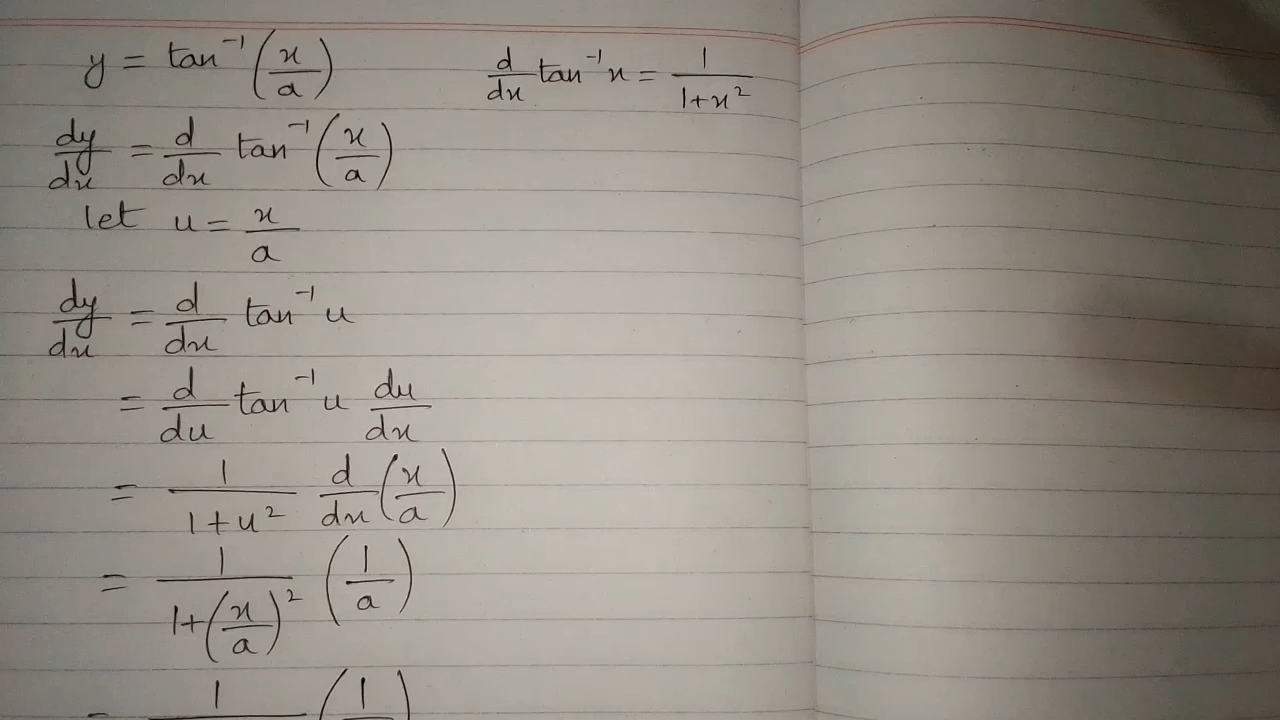 y = tan⁻¹(x/a)
d/dx tan⁻¹x = 1/(1+x²)
dy/dx = d/dx tan⁻¹(x/a)
let u = x/a
dy/dx = d/dx tan⁻¹u
= d/du tan⁻¹u du/dx
= 1/(1+u²) d/dx(x/a)
= 1/(1+(x/a)²) (1/a)